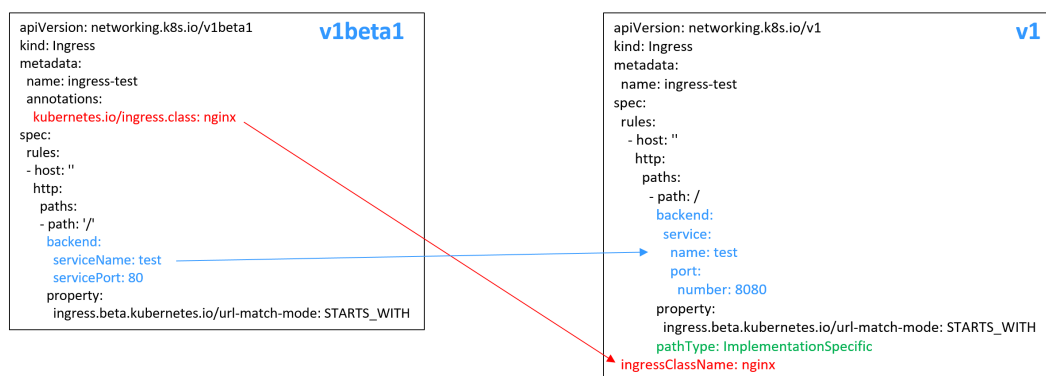 apiVersion: networking.k8s.io/v1beta1
v1beta1
kind: Ingress
metadata:
name: ingress-test
annotations:
kubernetes.io/ingress.class: nginx
spec:
rules:
- host: ''
http:
paths:
- path: '/'
backend:
serviceName: test
servicePort: 80
property:
ingress.beta.kubernetes.io/url-match-mode: STARTS_WITH
apiVersion: networking.k8s.io/v1
v1
kind: Ingress
metadata:
name: ingress-test
spec:
rules:
- host: ''
http:
paths:
- path: /
backend:
service:
name: test
port:
number: 8080
property:
ingress.beta.kubernetes.io/url-match-mode: STARTS_WITH
pathType: ImplementationSpecific
ingressClassName: nginx